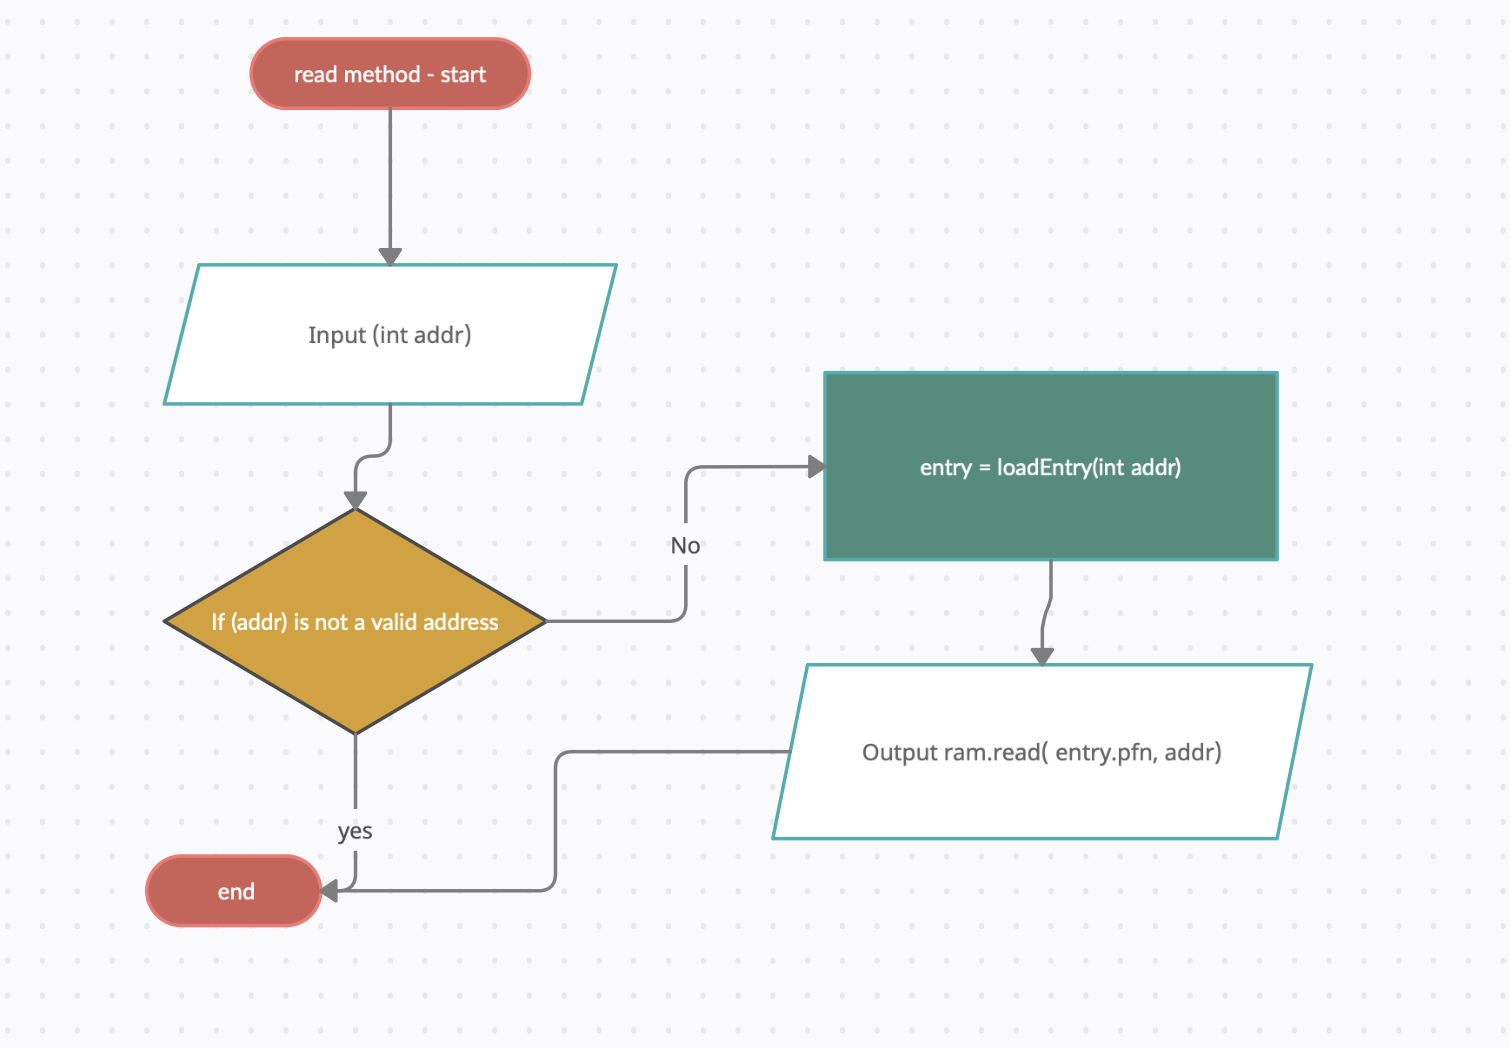 read method - start
Input (int addr)
If (addr) is not a valid address
No
entry = loadEntry(int addr)
Output ram.read( entry.pfn, addr)
yes
end